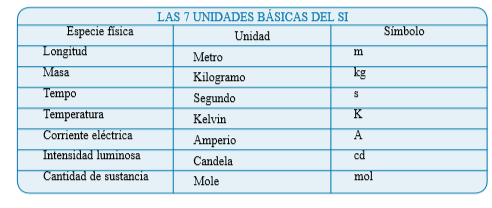 LAS 7 UNIDADES BÁSICAS DEL SI
Especie física Unidad Símbolo
Longitud Metro m
Masa Kilogramo kg
Tempo Segundo s
Temperatura Kelvin K
Corriente eléctrica Amperio A
Intensidad luminosa Candela cd
Cantidad de sustancia Mole mol